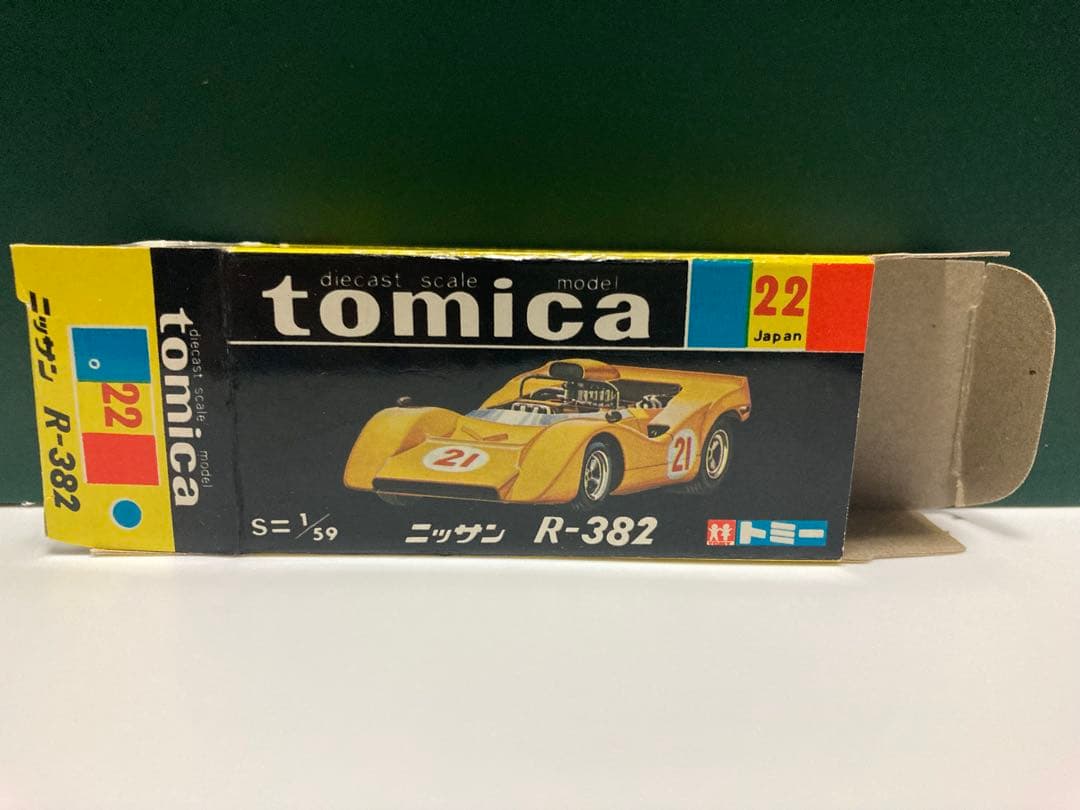 diecast scale model
tomica
22
Japan
21
21
S=1/59
ニッサン R-382
TOMY
トミー
diecast scale model
tomica
22
ニッサン R-382